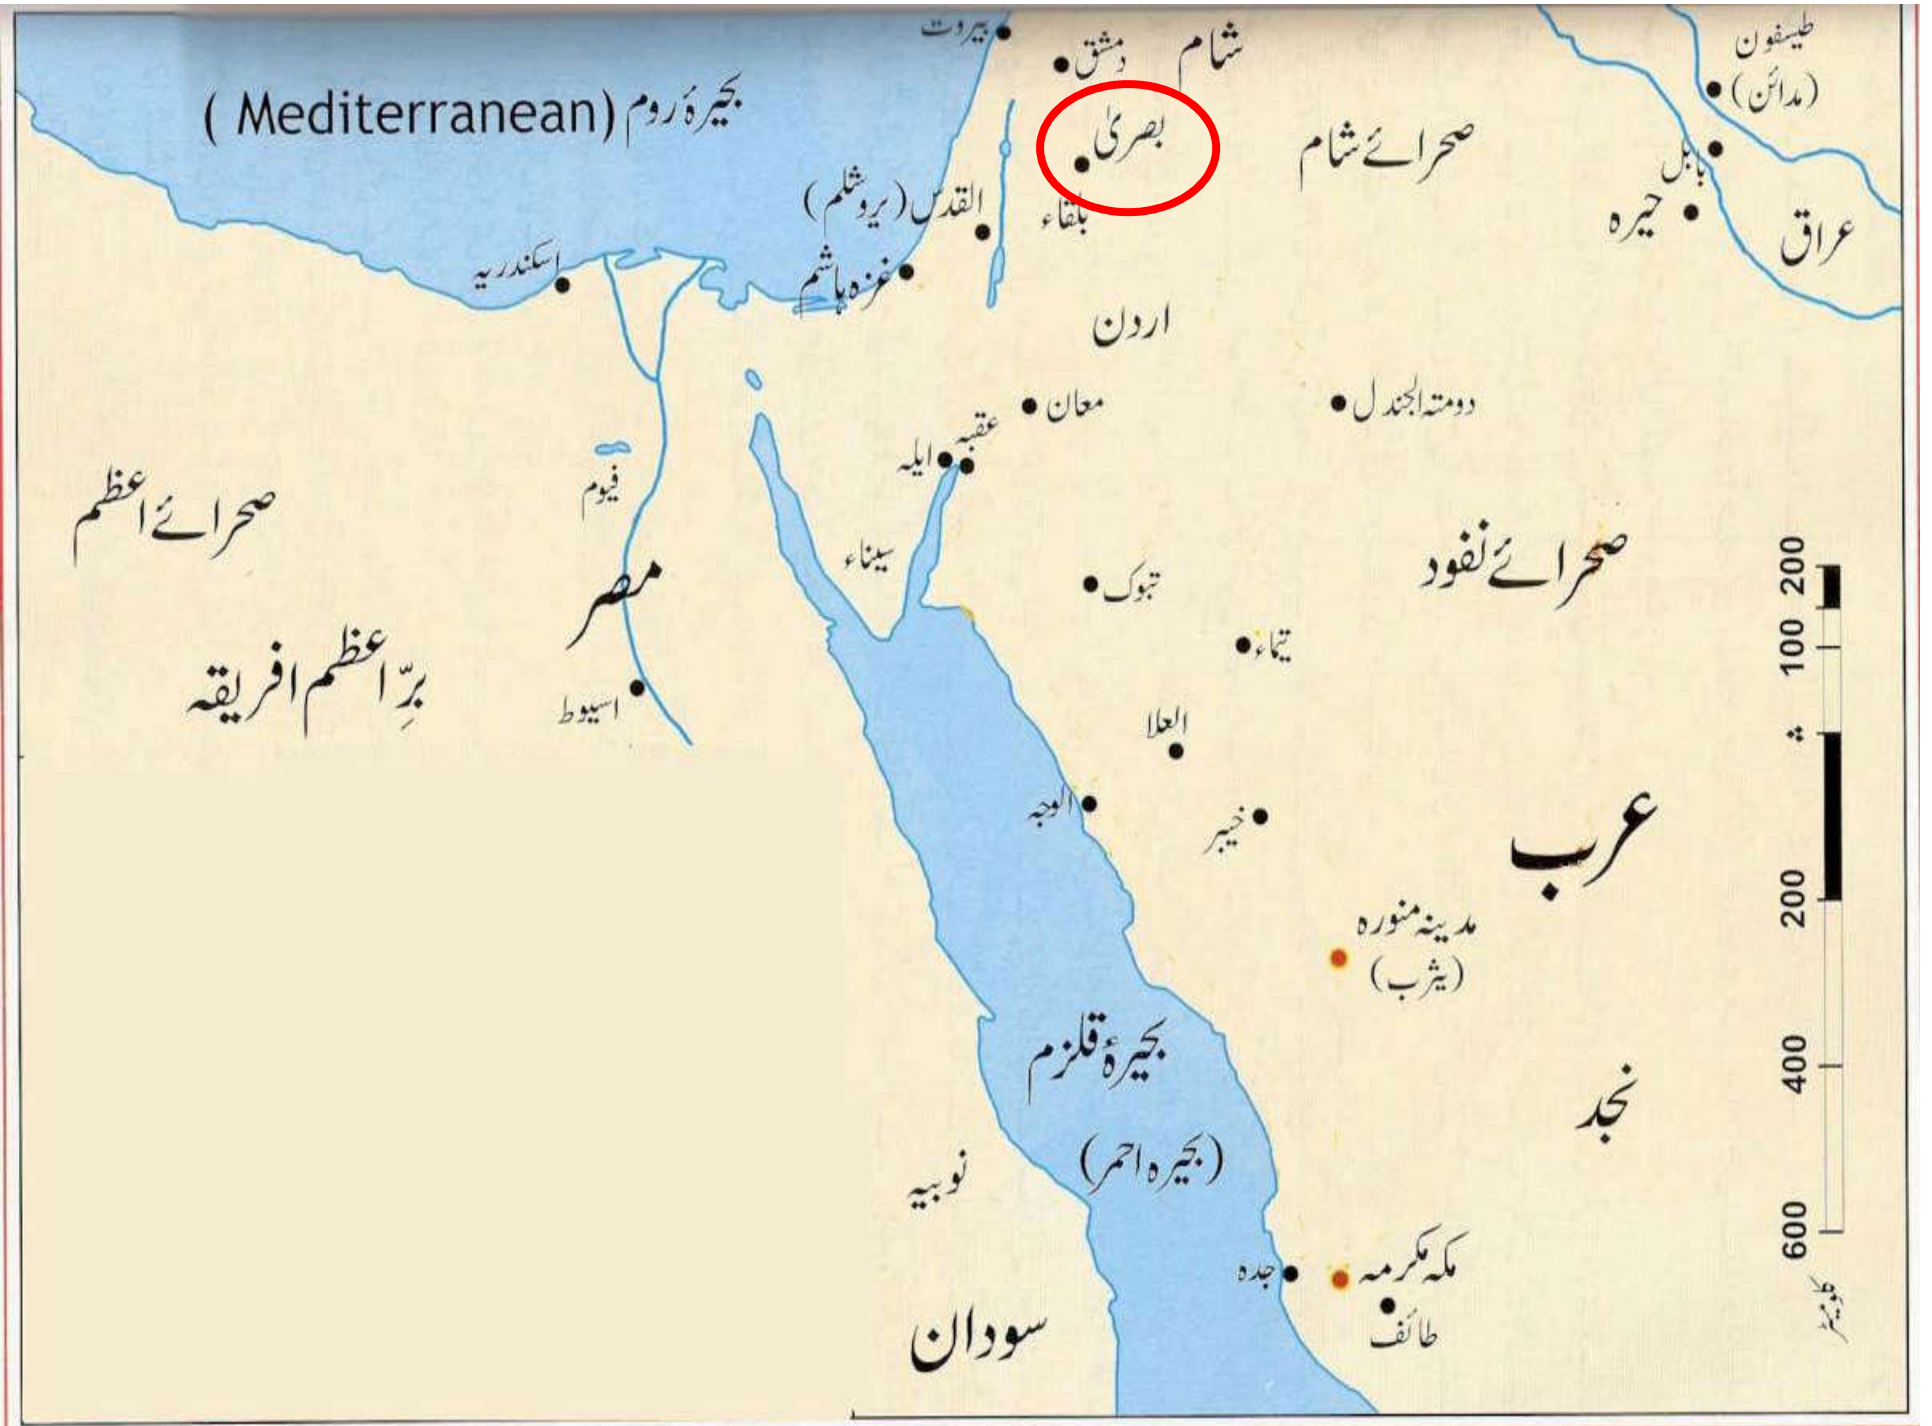 بیروت
دمشق
شام
طیسفون
(مدائن)
بحیرۂ روم (Mediterranean)
بصریٰ
صحرائے شام
بابل
القدس (یروشلم)
بلقاء
حیرہ
عراق
اسکندریہ
غزہ ہاشم
اردن
معان
دومتہ الجندل
عقبہ
ایلہ
فیوم
صحرائے اعظم
سیناء
تبوک
صحرائے نفود
مصر
تیماء
برِّ اعظم افریقہ
اسیوط
العلا
الوجہ
خیبر
عرب
مدینہ منورہ
(یثرب)
بحیرۂ قلزم
(بحیرہ احمر)
نجد
نوبیہ
جدہ
مکہ مکرمہ
طائف
سودان
200
100
200
400
600
کلومیٹر